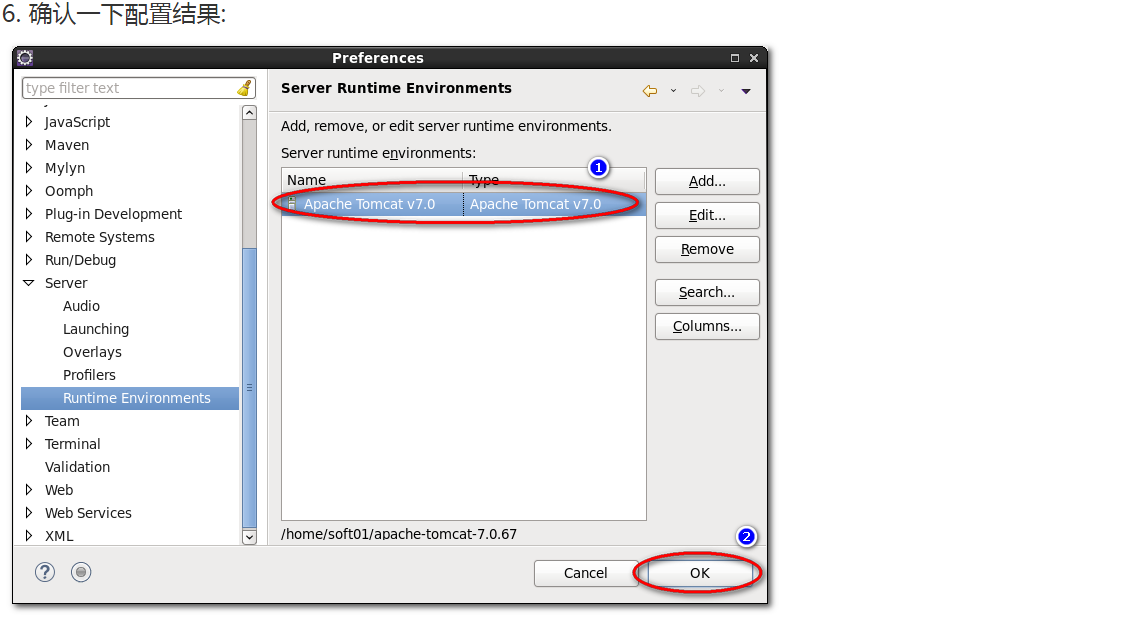 6. 确认一下配置结果:
Preferences
type filter text
JavaScript
Maven
Mylyn
Oomph
Plug-in Development
Remote Systems
Run/Debug
Server
Audio
Launching
Overlays
Profilers
Runtime Environments
Team
Terminal
Validation
Web
Web Services
XML
Server Runtime Environments
Add, remove, or edit server runtime environments.
Server runtime environments:
1
Name Type
Apache Tomcat v7.0 Apache Tomcat v7.0
Add...
Edit...
Remove
Search...
Columns...
/home/soft01/apache-tomcat-7.0.67
2
? Cancel OK